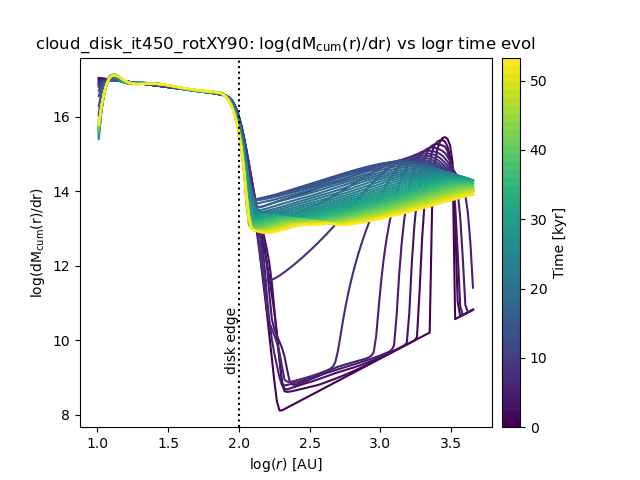 cloud_disk_it450_rotXY90: log(dMcum(r)/dr) vs logr time evol
log(dMcum(r)/dr)
16
14
12
10
8
disk edge
1.0 1.5 2.0 2.5 3.0 3.5
log(r) [AU]
50
40
30
20
10
0
Time [kyr]